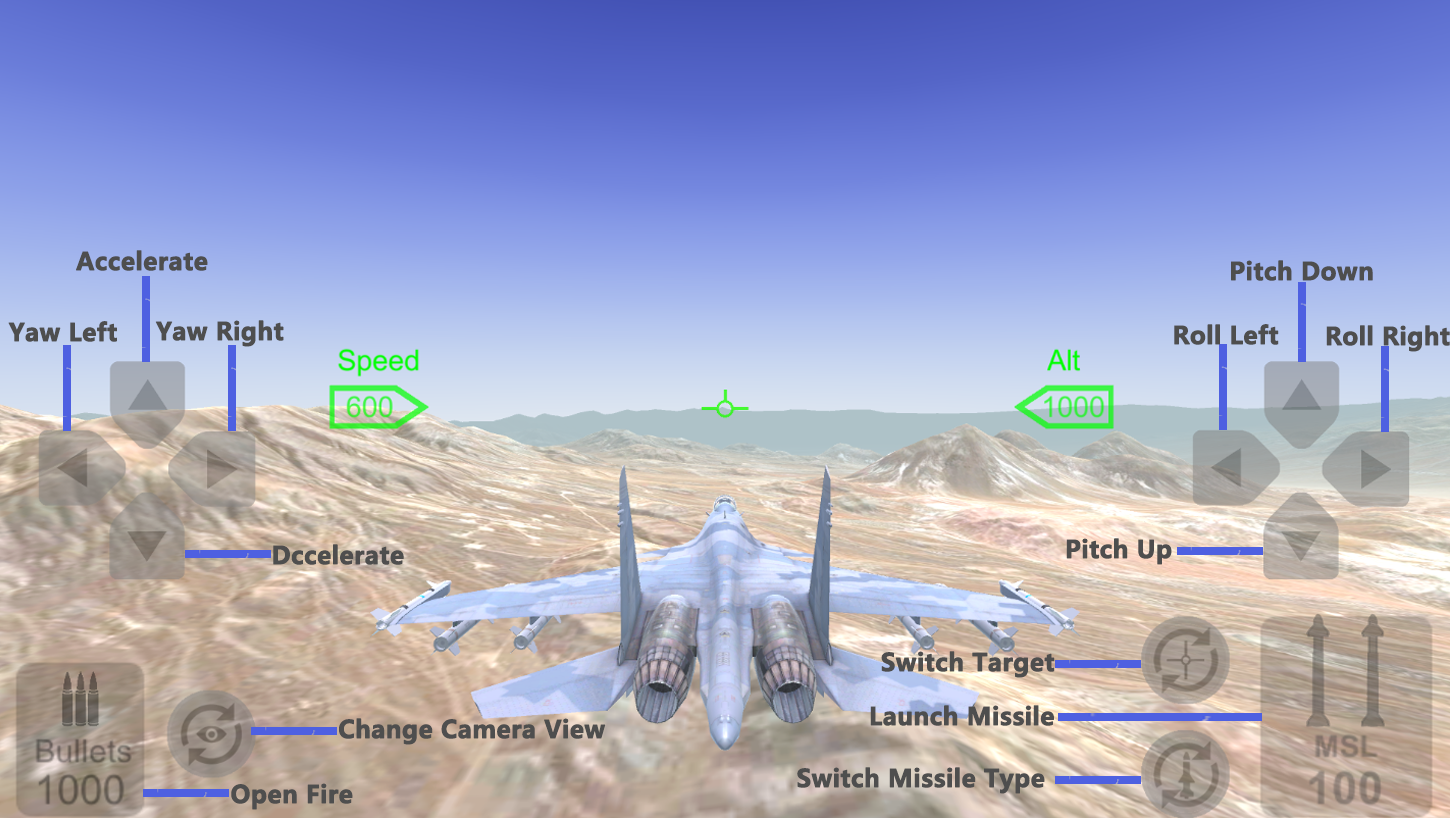 Accelerate
Pitch Down
Yaw Left
Yaw Right
Roll Left
Roll Right
Speed
Alt
600
1000
Dccelerate
Pitch Up
Switch Target
Launch Missile
Change Camera View
Bullets
1000
MSL
100
Switch Missile Type
Open Fire